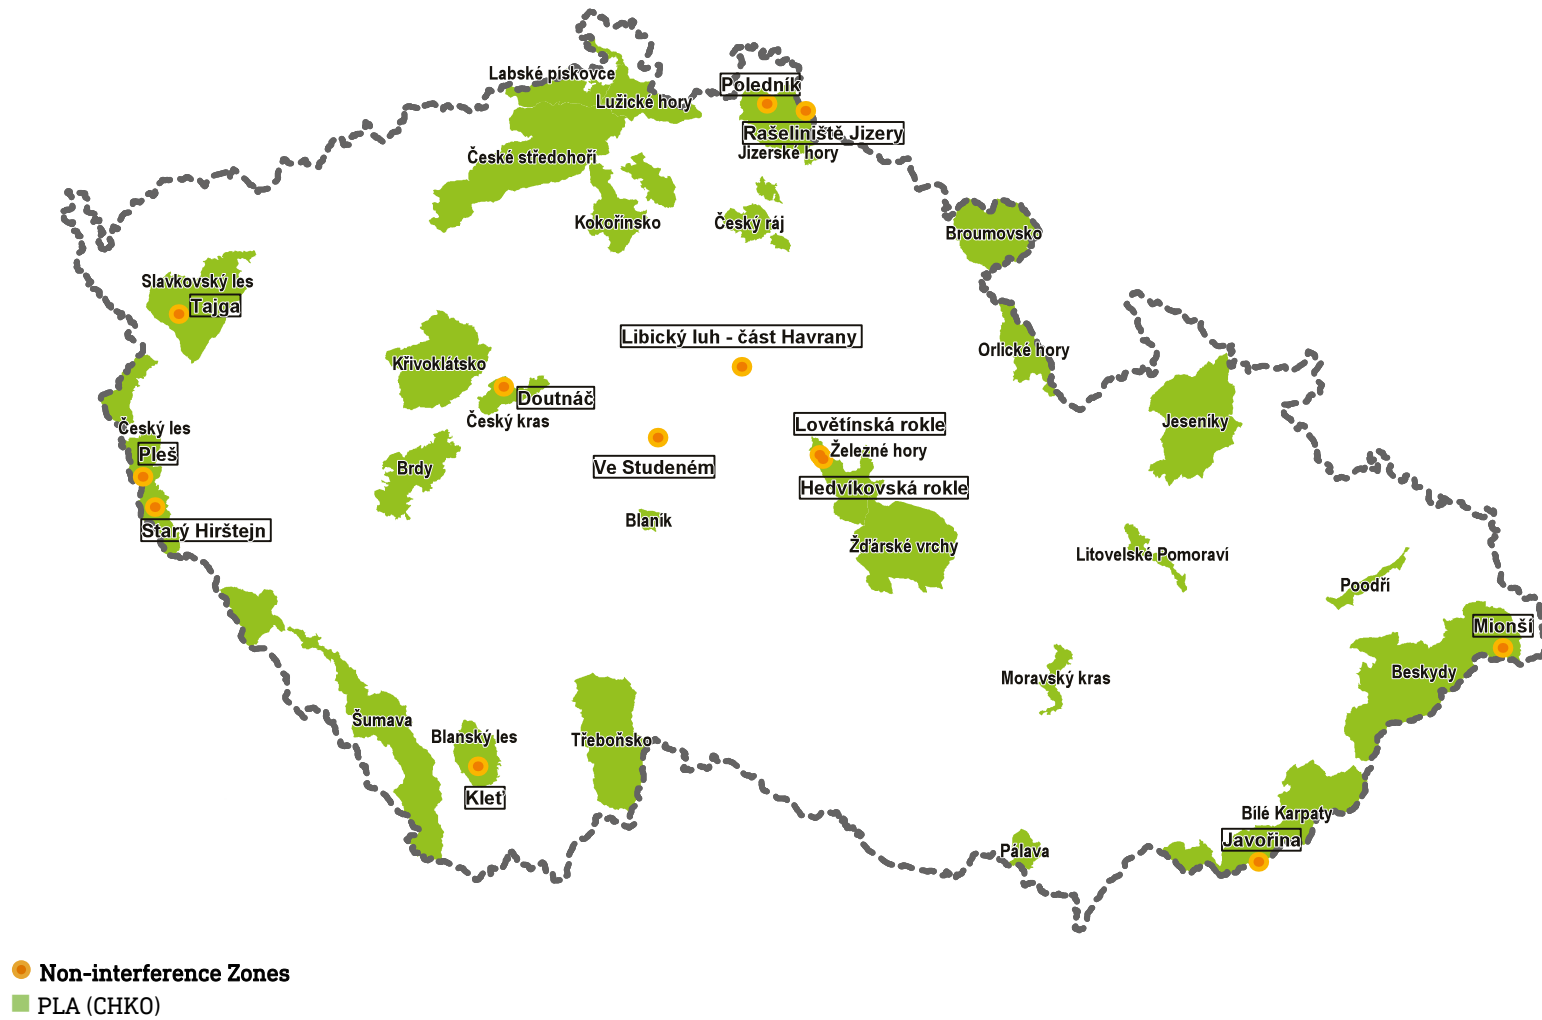 Labské pískovce
Poledník
Lužické hory
Rašeliniště Jizery
Jizerské hory
České středohoří
Kokořínsko
Český ráj
Broumovsko
Slavkovský les
Tajga
Libický luh - část Havrany
Orlické hory
Křivoklátsko
Doutnáč
Český kras
Lovětínská rokle
Jeseníky
Český les
Pleš
Železné hory
Brdy
Ve Studeném
Hedvíkovská rokle
Starý Hirštejn
Blaník
Žďárské vrchy
Litovelské Pomoraví
Poodří
Mionší
Beskydy
Moravský kras
Šumava
Blanský les
Třeboňsko
Kleť
Bílé Karpaty
Javořina
Pálava
Non-interference Zones
PLA (CHKO)